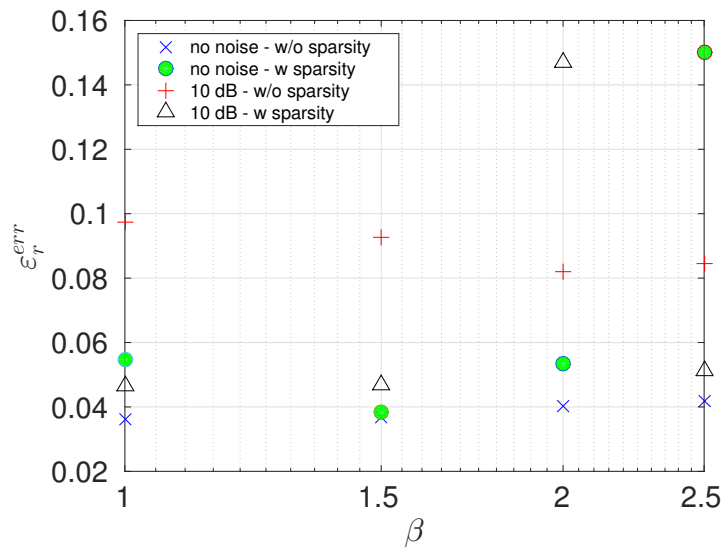 0.16
no noise - w/o sparsity
no noise - w sparsity
10 dB - w/o sparsity
10 dB - w sparsity
0.14
0.12
0.1
0.08
0.06
0.04
0.02
ε_r^{err}
1
1.5
2
2.5
β